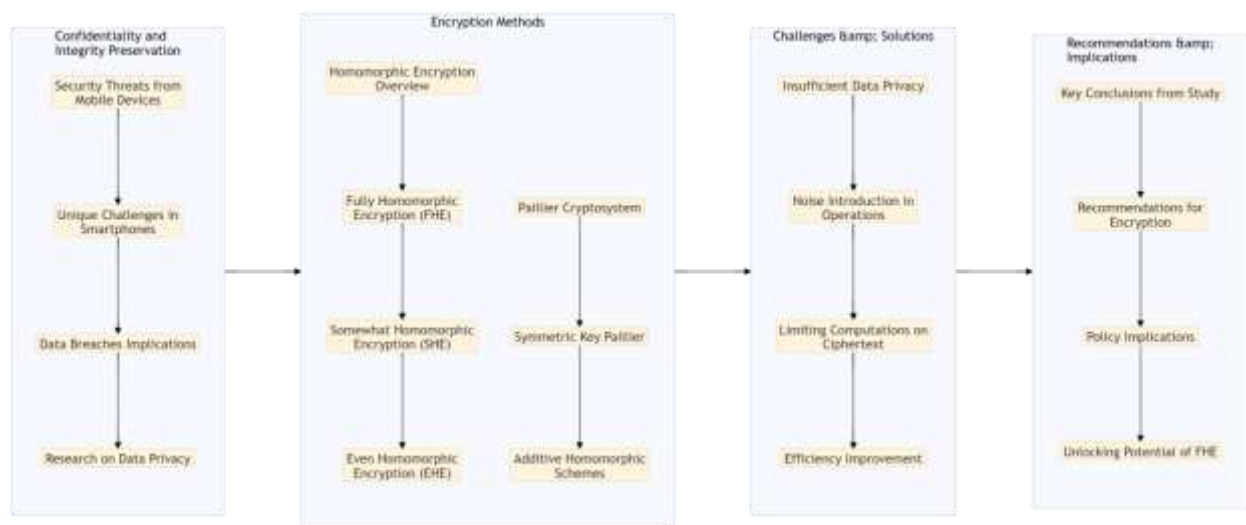 Confidentiality and
Integrity Preservation
Security Threats from
Mobile Devices
Unique Challenges in
Smartphones
Data Breaches Implications
Research on Data Privacy
Encryption Methods
Homomorphic Encryption
Overview
Fully Homomorphic
Encryption (FHE)
Somewhat Homomorphic
Encryption (SHE)
Even Homomorphic
Encryption (EHE)
Paillier Cryptosystem
Symmetric Key Paillier
Additive Homomorphic
Schemes
Challenges &amp; Solutions
Insufficient Data Privacy
Noise Introduction in
Operations
Limiting Computations on
Ciphertext
Efficiency Improvement
Recommendations &amp;
Implications
Key Conclusions from Study
Recommendations for
Encryption
Policy Implications
Unlocking Potential of FHE